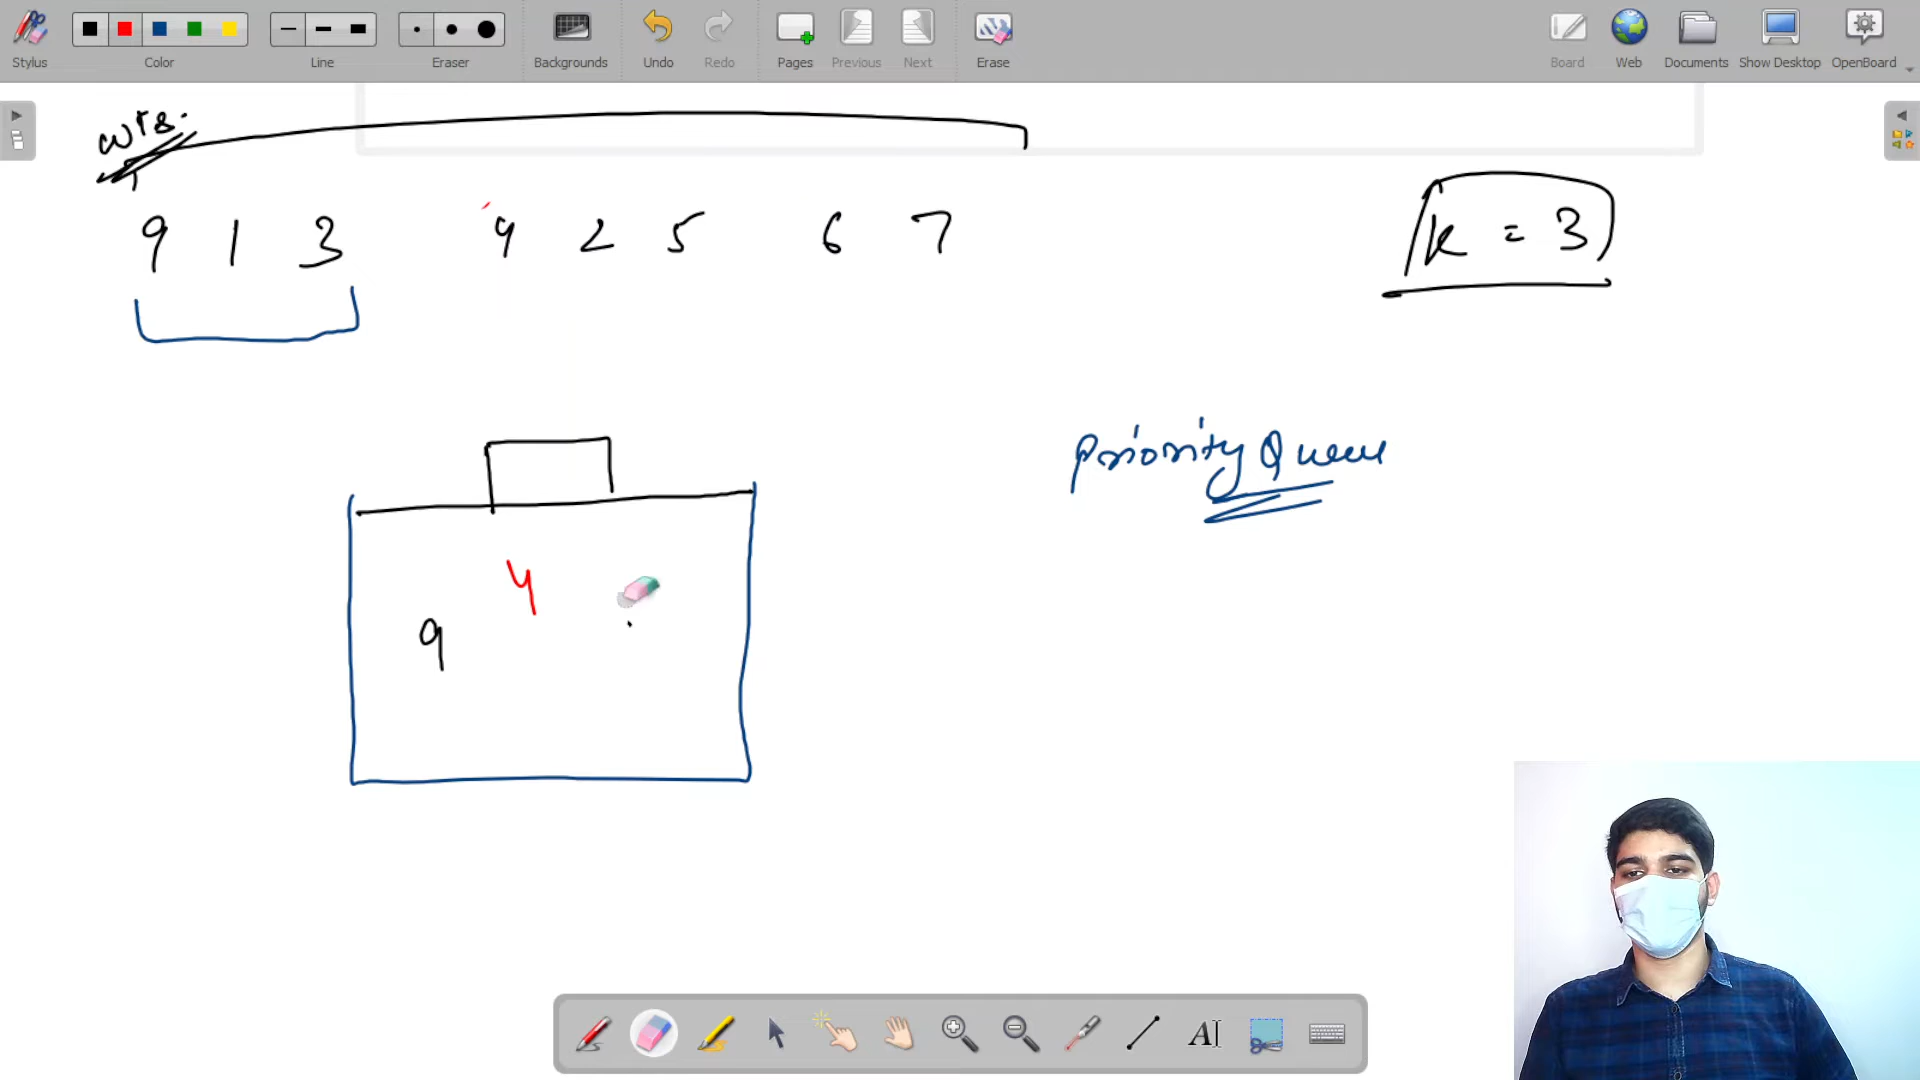 Stylus
Color
Line
Eraser
Backgrounds
Undo
Redo
Pages
Previous
Next
Erase
Board
Web
Documents
Show Desktop
OpenBoard
9 1 3 4 2 5 6 7
k = 3
Priority Queue
4
9
A